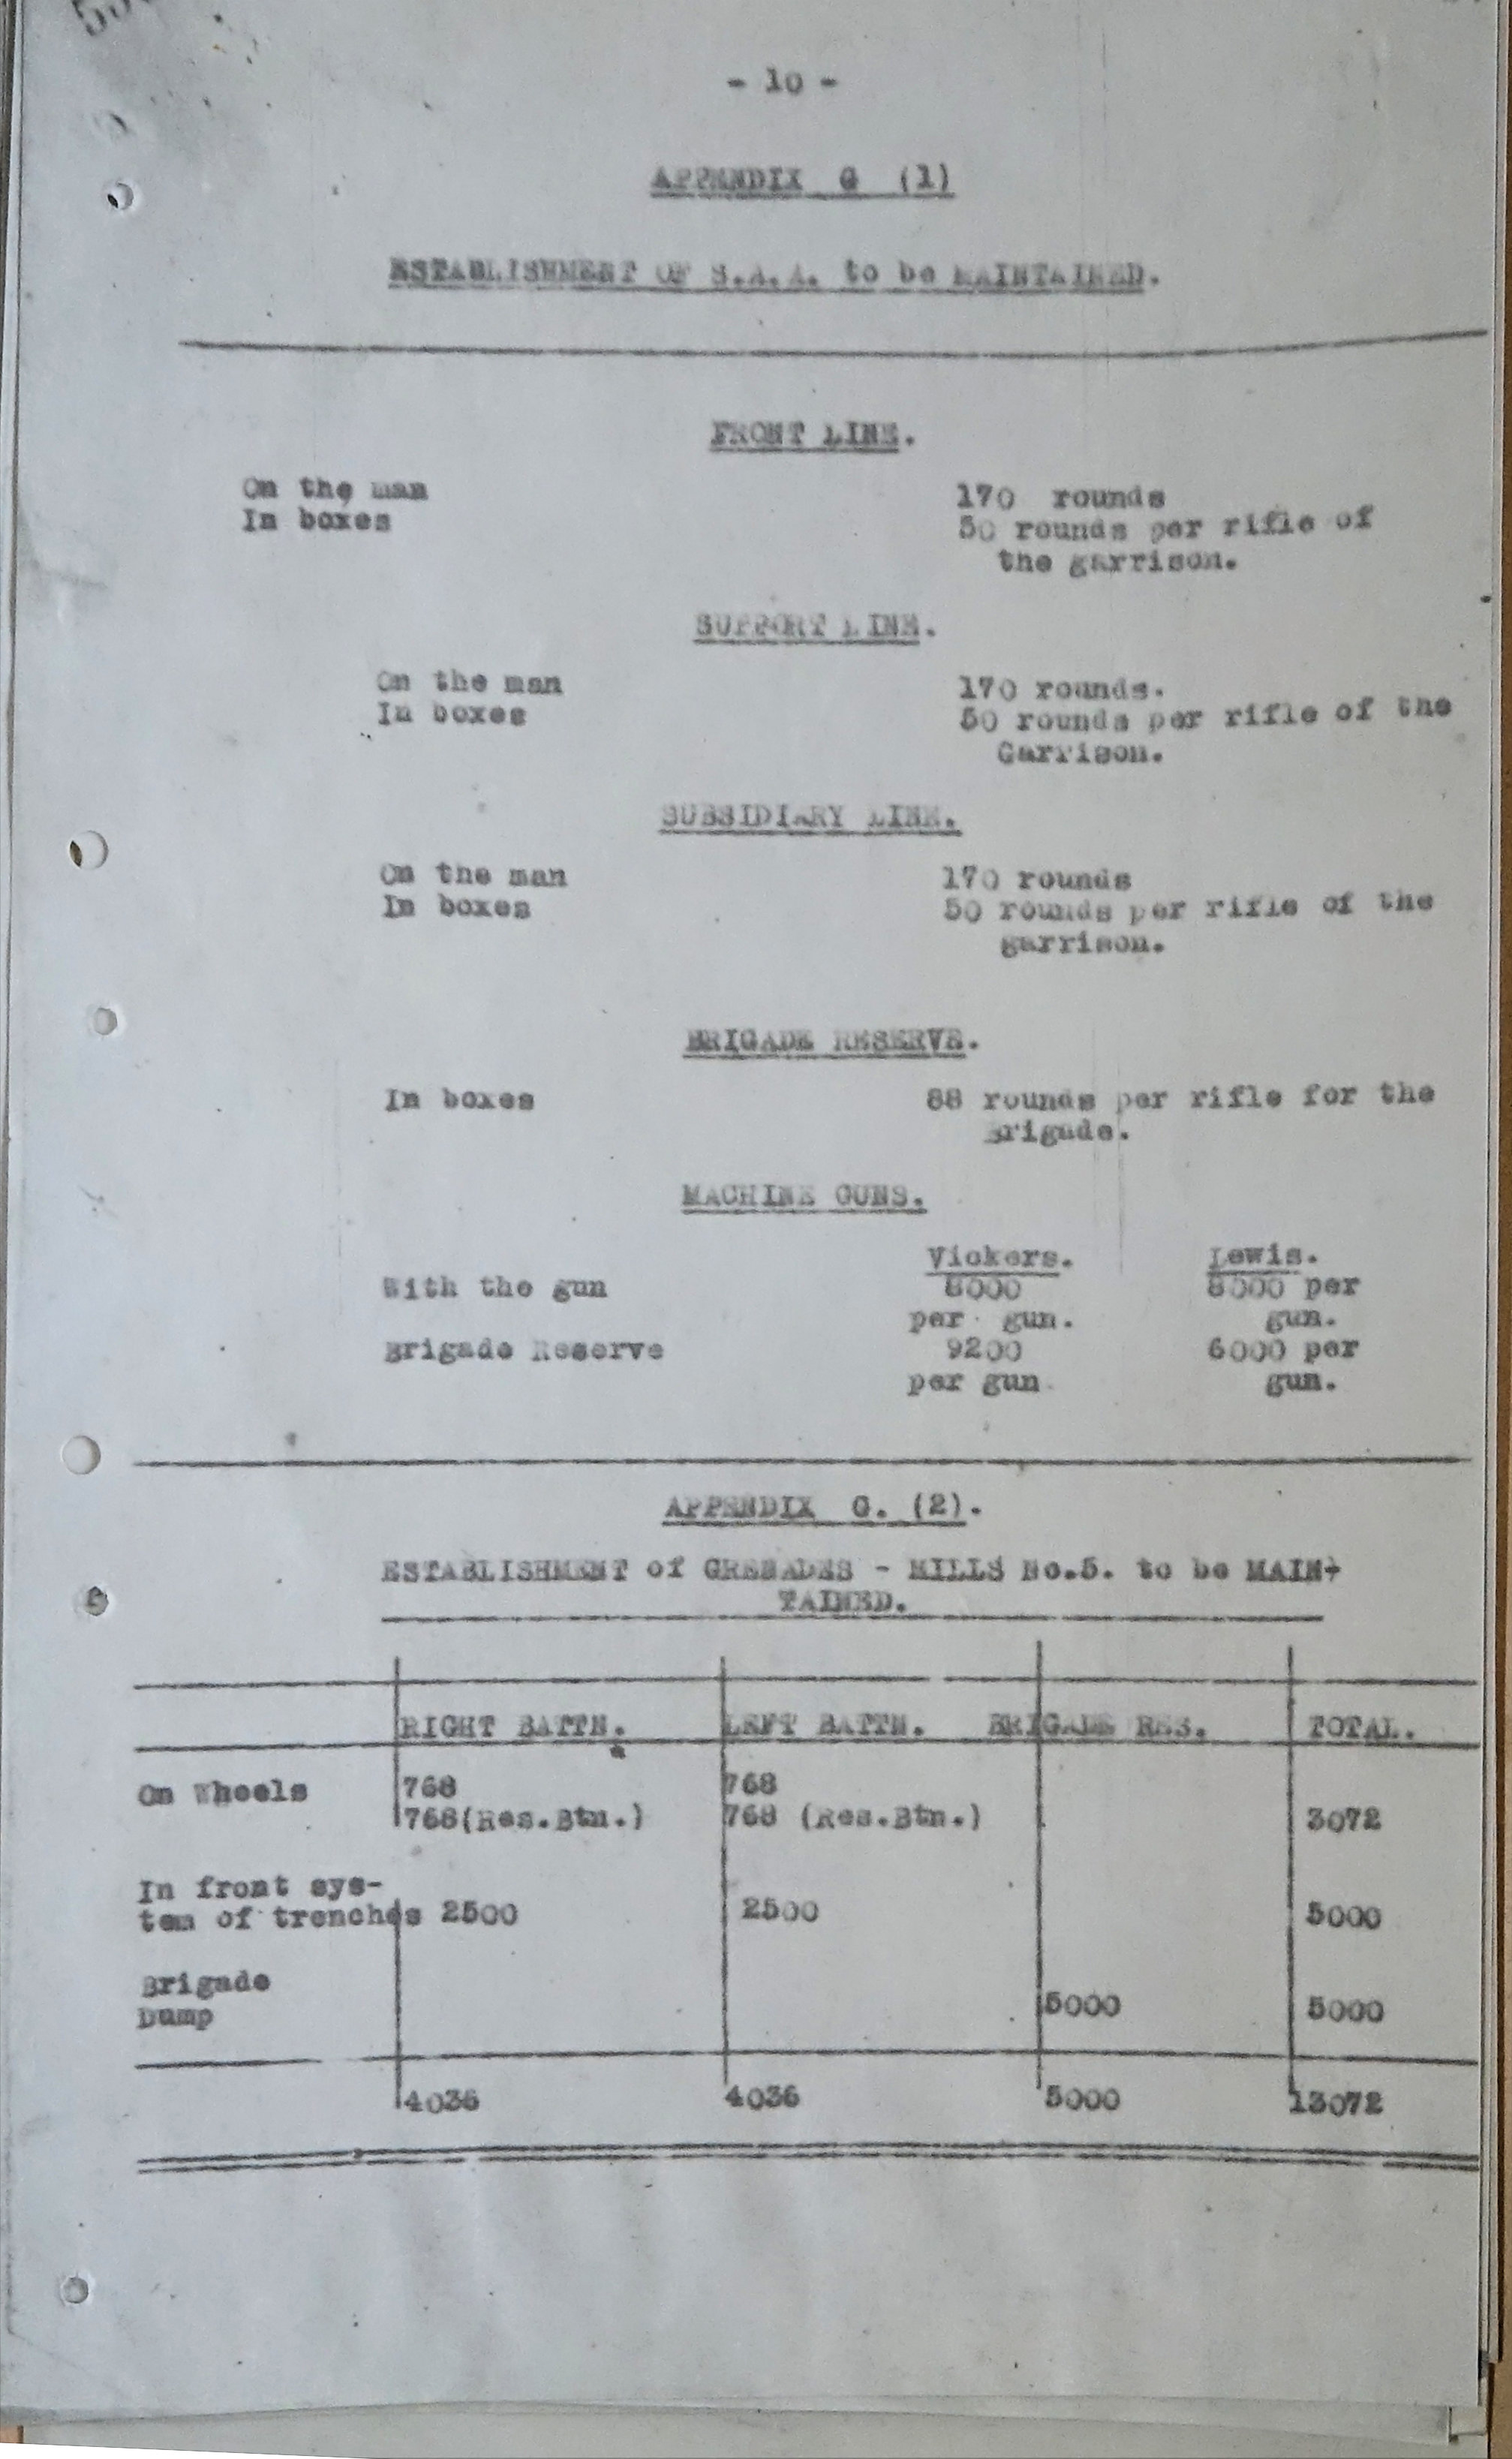 - 10 -
APPENDIX G (1)
ESTABLISHMENT OF S.A.A. to be MAINTAINED.
FRONT LINE.
On the man 170 rounds
In boxes 50 rounds per rifle of
the garrison.
SUPPORT LINE.
On the man 170 rounds.
In boxes 50 rounds per rifle of the
Garrison.
SUBSIDIARY LINE.
On the man 170 rounds
In boxes 50 rounds per rifle of the
garrison.
BRIGADE RESERVE.
In boxes 88 rounds per rifle for the
Brigade.
MACHINE GUNS.
Vickers. Lewis.
With the gun 8000 8000 per
per gun. gun.
Brigade Reserve 9200 6000 per
per gun gun.
APPENDIX G. (2).
ESTABLISHMENT of GRENADES - MILLS No.5. to be MAIN-
TAINED.
RIGHT BATTN. LEFT BATTN. BRIGADE RES. TOTAL.
On Wheels 768 768
768(Res.Btn.) 768 (Res.Btn.) 3072
In front sys-
tem of trenches 2500 2500 5000
Brigade
Dump 5000 5000
4036 4036 5000 13072